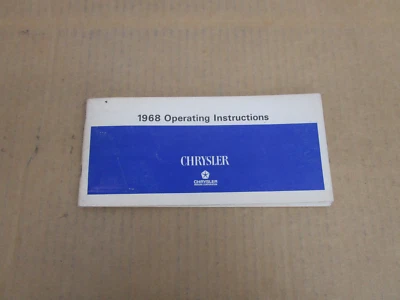 1968 Operating Instructions
CHRYSLER
CHRYSLER